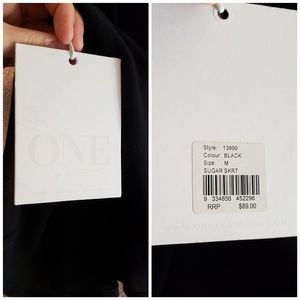 ONE
Style: 13990
Colour: BLACK
Size: M
SUGAR SKRT
9 334856 452296
RRP $89.00